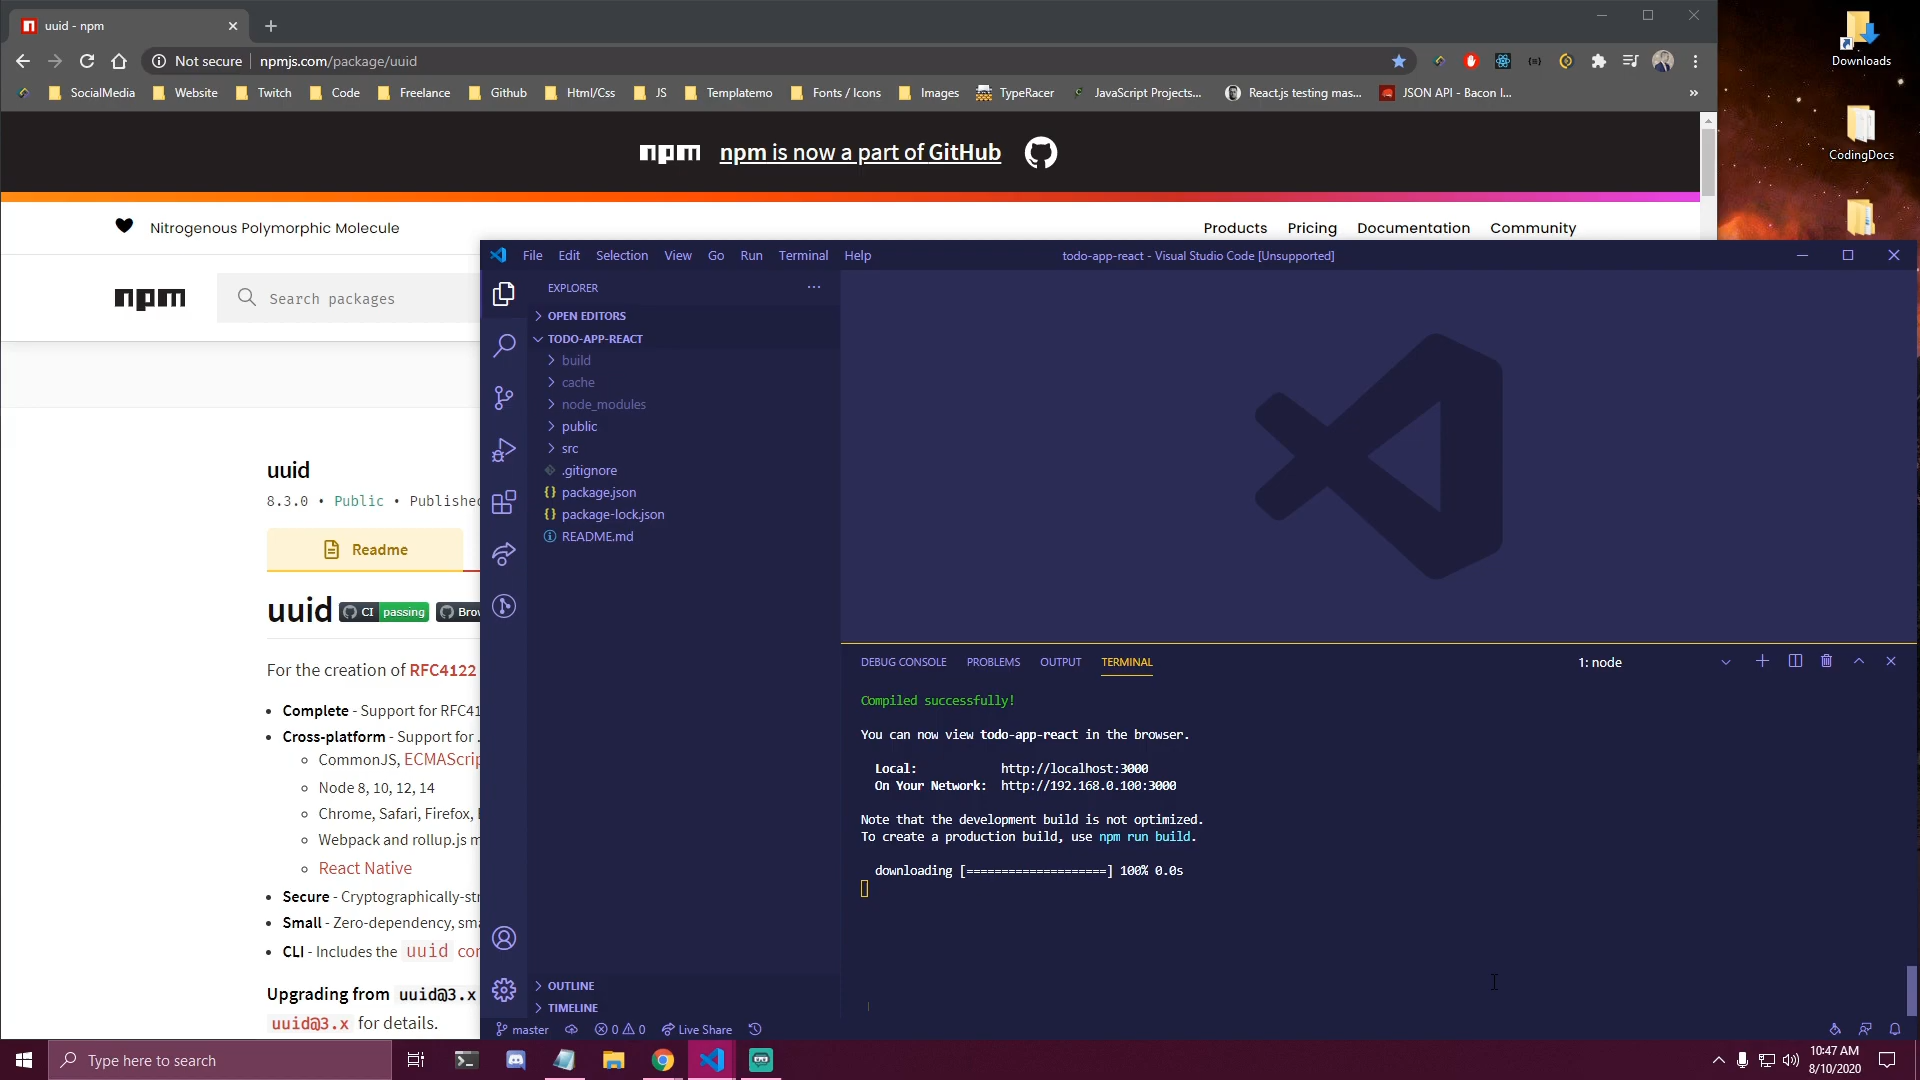 uuid - npm
Not secure
npmjs.com/package/uuid
SocialMedia
Website
Twitch
Code
Freelance
Github
Html/Css
JS
Templatemo
Fonts / Icons
Images
TypeRacer
JavaScript Projects...
React.js testing mas...
JSON API - Bacon I...
»
Downloads
CodingDocs
npm npm is now a part of GitHub
Nitrogenous Polymorphic Molecule
Products
Pricing
Documentation
Community
npm
Search packages
uuid
8.3.0 • Public • Published
Readme
uuid
CI passing
Brow
For the creation of RFC4122
Complete - Support for RFC41
Cross-platform - Support for .
CommonJS, ECMAScrip
Node 8, 10, 12, 14
Chrome, Safari, Firefox,
Webpack and rollup.js m
React Native
Secure - Cryptographically-str
Small - Zero-dependency, sma
CLI - Includes the uuid co
Upgrading from uuid@3.x
uuid@3.x for details.
File
Edit
Selection
View
Go
Run
Terminal
Help
todo-app-react - Visual Studio Code [Unsupported]
EXPLORER
OPEN EDITORS
TODO-APP-REACT
build
cache
node_modules
public
src
.gitignore
{} package.json
{} package-lock.json
README.md
OUTLINE
TIMELINE
DEBUG CONSOLE
PROBLEMS
OUTPUT
TERMINAL
1: node
Compiled successfully!
You can now view todo-app-react in the browser.
Local: http://localhost:3000
On Your Network: http://192.168.0.100:3000
Note that the development build is not optimized.
To create a production build, use npm run build.
downloading [====================] 100% 0.0s
master
0
0
Live Share
Type here to search
10:47 AM
8/10/2020